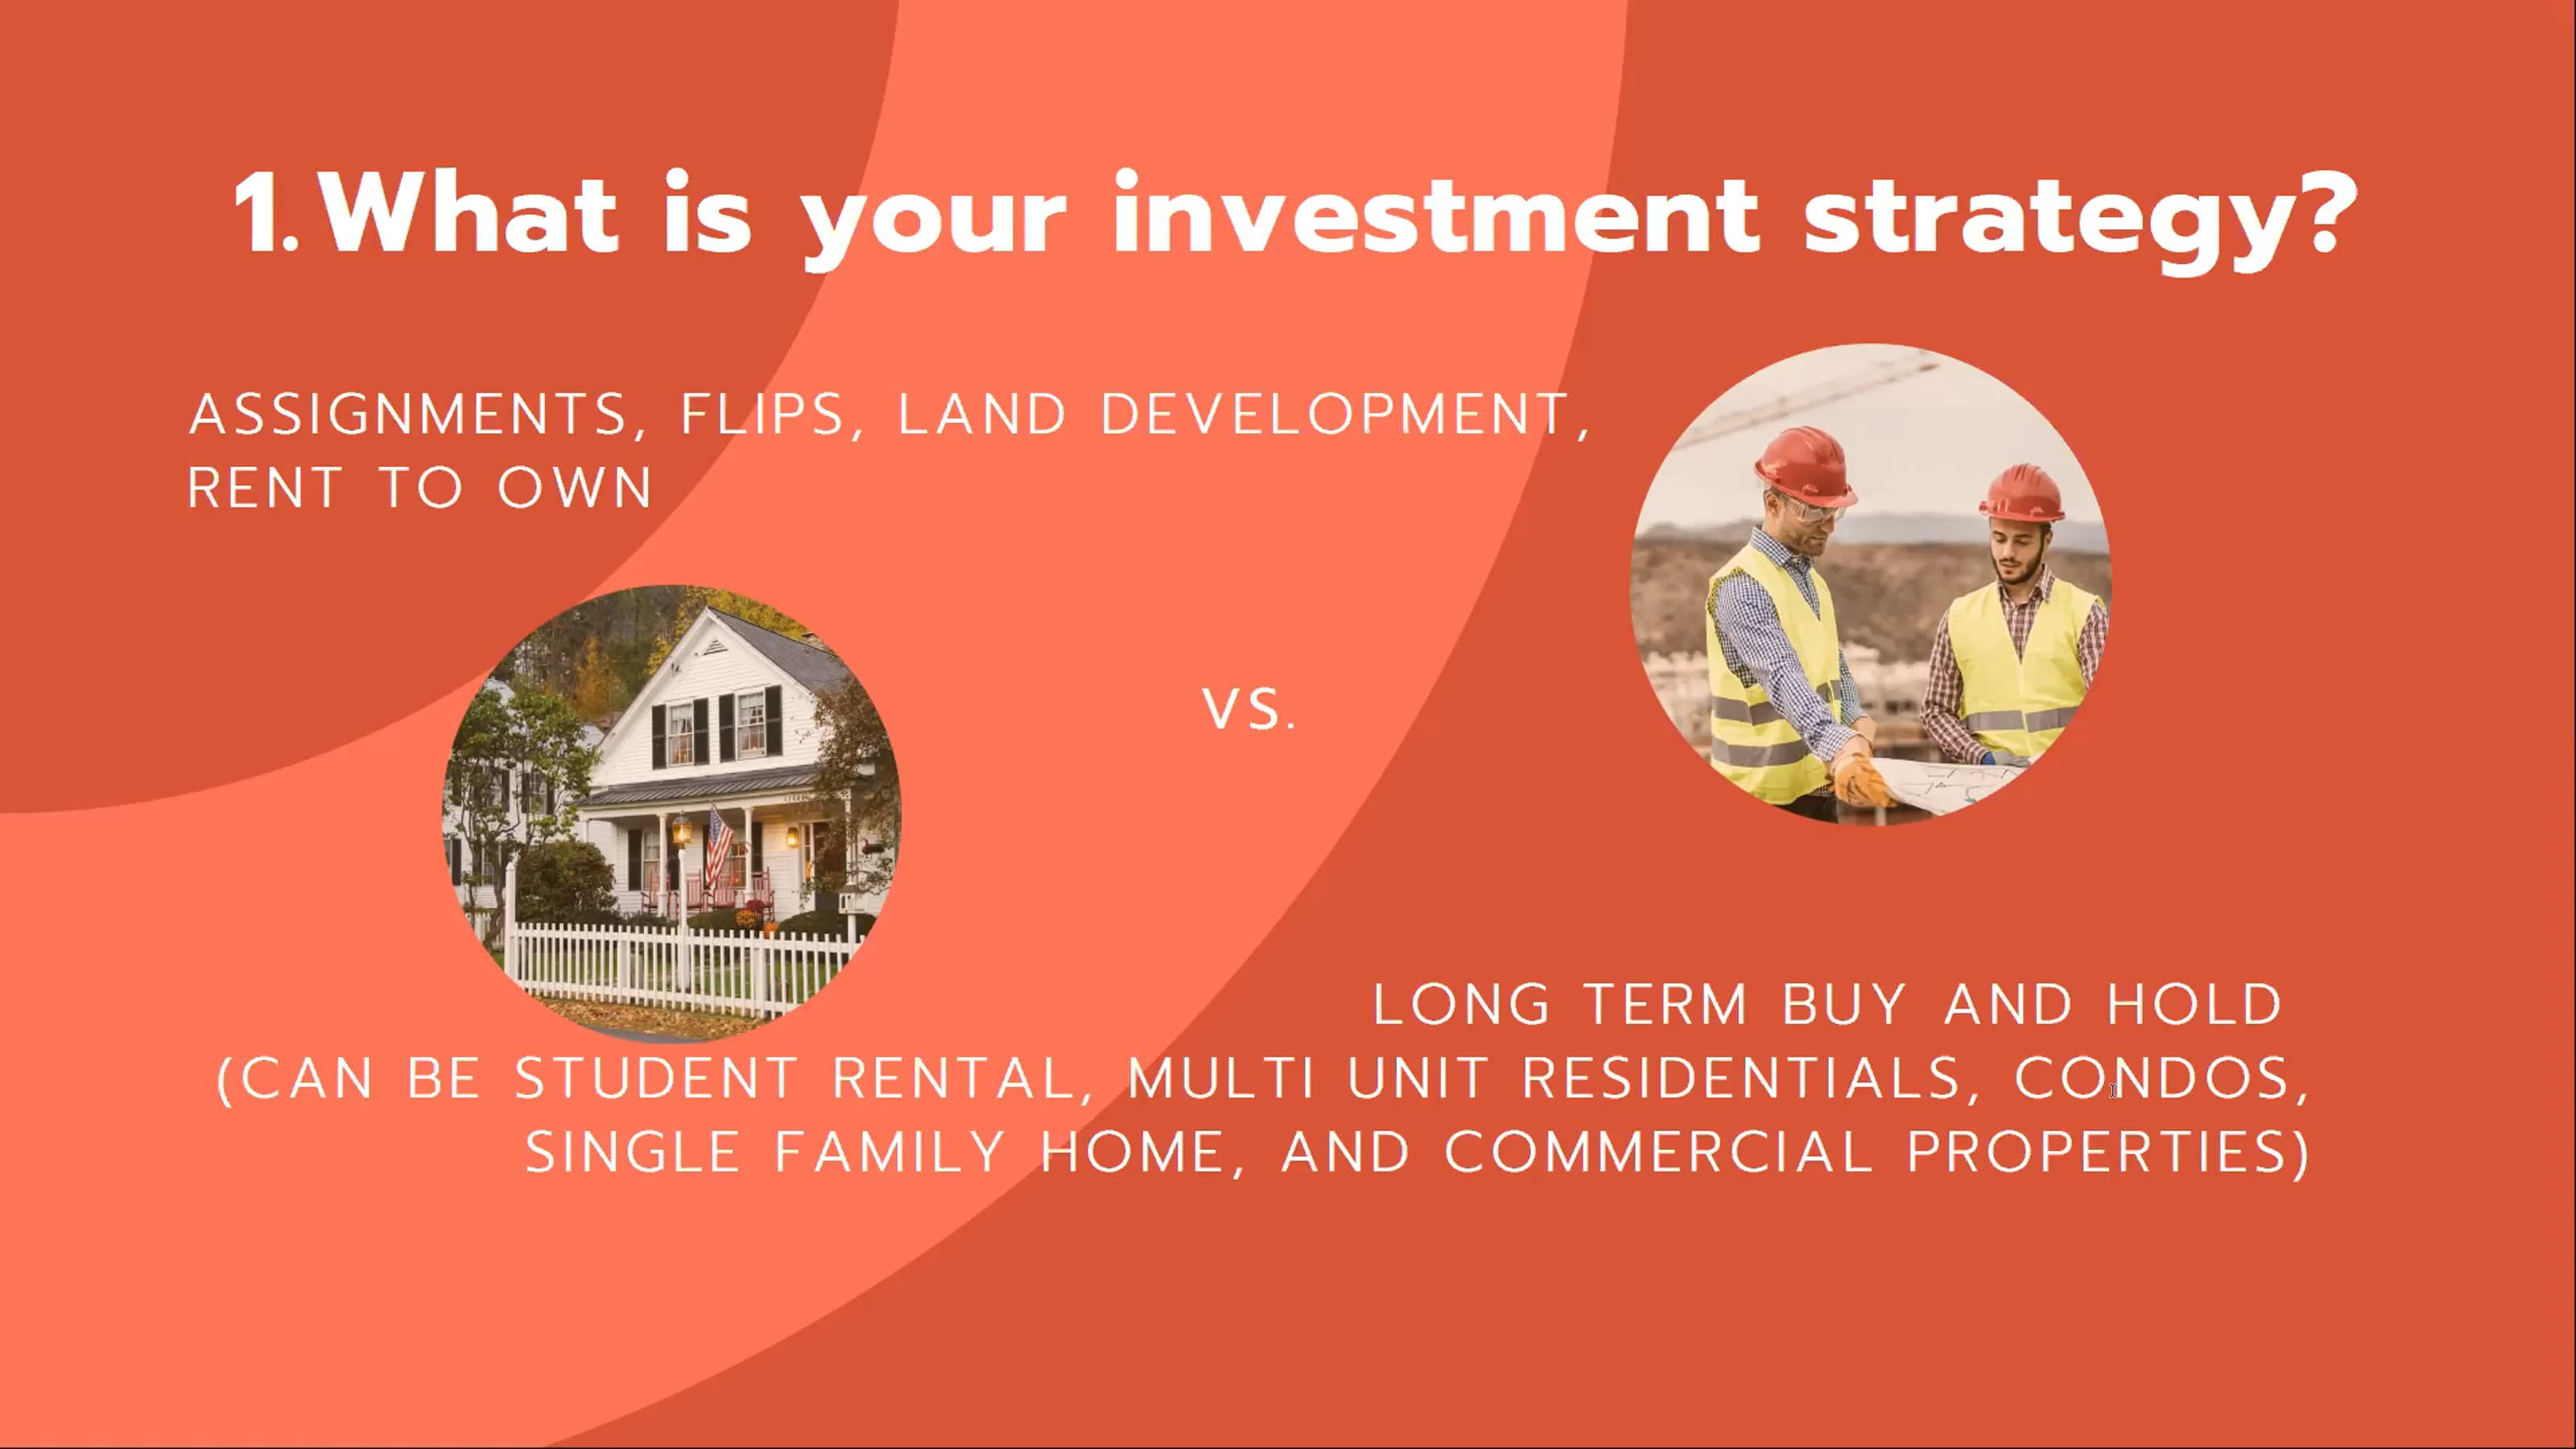 1. What is your investment strategy?
ASSIGNMENTS, FLIPS, LAND DEVELOPMENT,
RENT TO OWN
VS.
LONG TERM BUY AND HOLD
(CAN BE STUDENT RENTAL, MULTI UNIT RESIDENTIALS, CONDOS,
SINGLE FAMILY HOME, AND COMMERCIAL PROPERTIES)